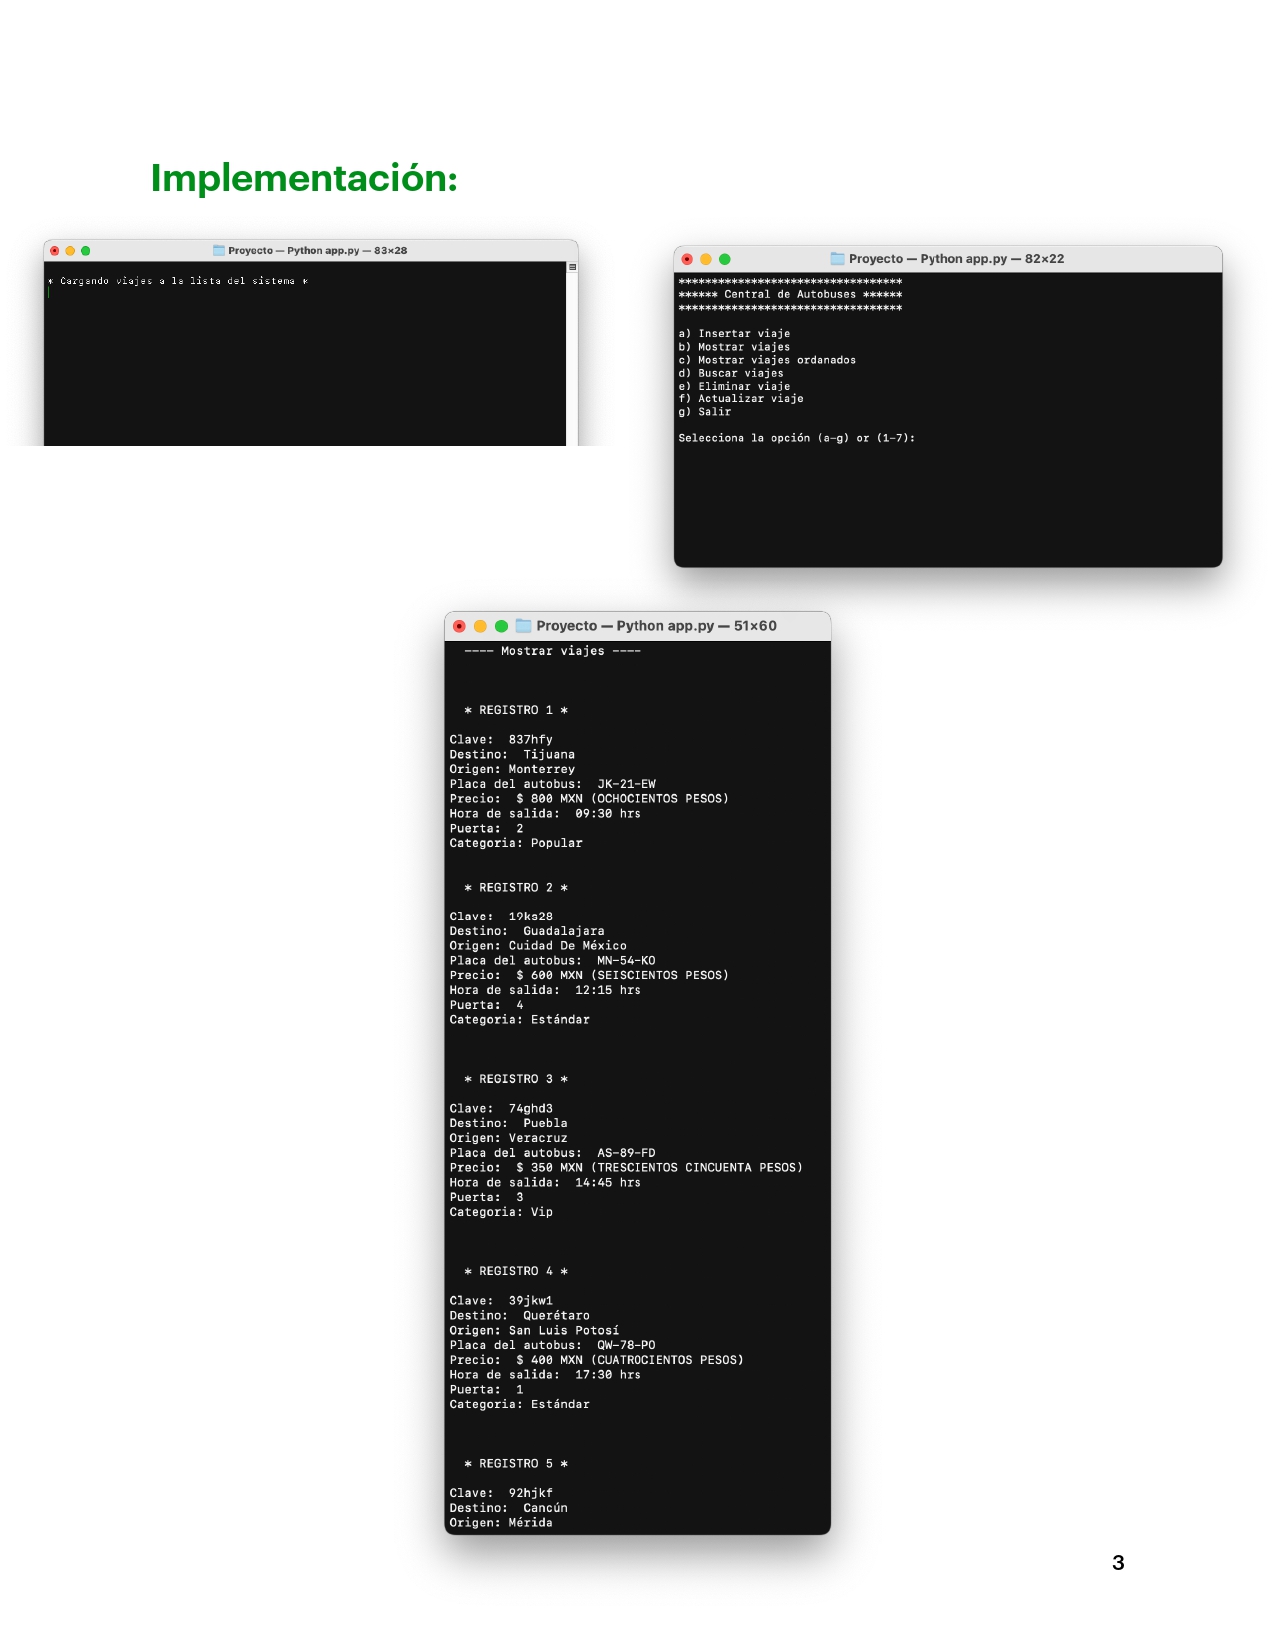 Implementación:
Proyecto — Python app.py — 83×28
* Cargando viajes a la lista del sistema *
Proyecto — Python app.py — 82×22
**********************************
****** Central de Autobuses ******
**********************************
a) Insertar viaje
b) Mostrar viajes
c) Mostrar viajes ordanados
d) Buscar viajes
e) Eliminar viaje
f) Actualizar viaje
g) Salir
Selecciona la opción (a-g) or (1-7):
Proyecto — Python app.py — 51×60
---- Mostrar viajes ----
* REGISTRO 1 *
Clave:  837hfy
Destino:  Tijuana
Origen: Monterrey
Placa del autobus:  JK-21-EW
Precio:  $ 800 MXN (OCHOCIENTOS PESOS)
Hora de salida:  09:30 hrs
Puerta:  2
Categoria: Popular
* REGISTRO 2 *
Clave:  19ks28
Destino:  Guadalajara
Origen: Cuidad De México
Placa del autobus:  MN-54-KO
Precio:  $ 600 MXN (SEISCIENTOS PESOS)
Hora de salida:  12:15 hrs
Puerta:  4
Categoria: Estándar
* REGISTRO 3 *
Clave:  74ghd3
Destino:  Puebla
Origen: Veracruz
Placa del autobus:  AS-89-FD
Precio:  $ 350 MXN (TRESCIENTOS CINCUENTA PESOS)
Hora de salida:  14:45 hrs
Puerta:  3
Categoria: Vip
* REGISTRO 4 *
Clave:  39jkw1
Destino:  Querétaro
Origen: San Luis Potosí
Placa del autobus:  QW-78-PO
Precio:  $ 400 MXN (CUATROCIENTOS PESOS)
Hora de salida:  17:30 hrs
Puerta:  1
Categoria: Estándar
* REGISTRO 5 *
Clave:  92hjkf
Destino:  Cancún
Origen: Mérida
3